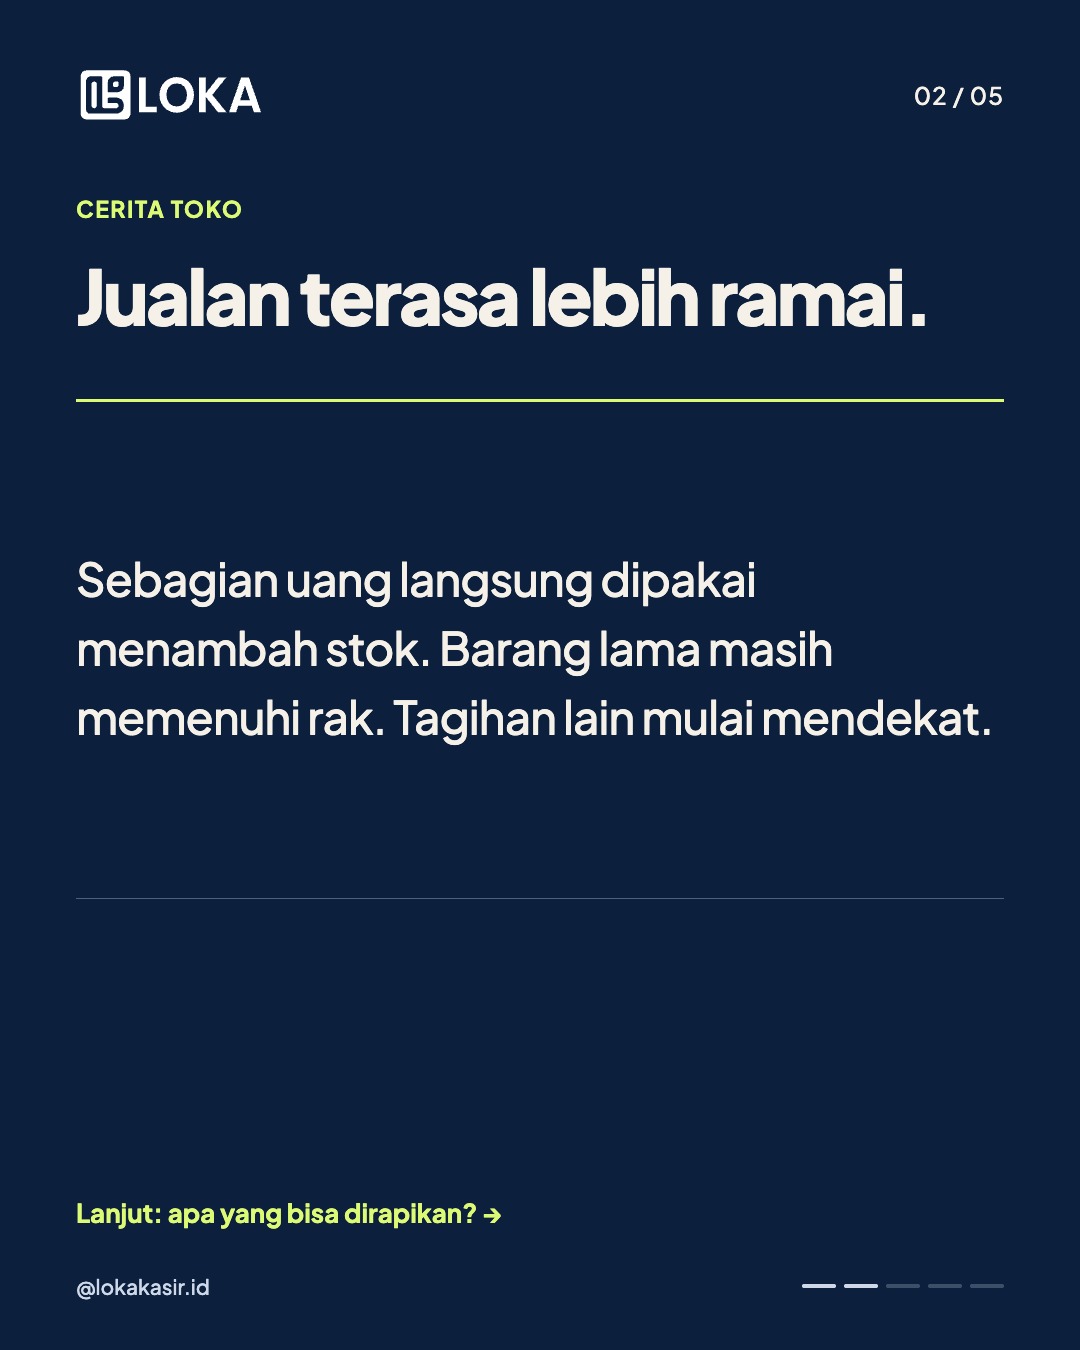 LOKA
02 / 05
CERITA TOKO
Jualan terasa lebih ramai.
Sebagian uang langsung dipakai
menambah stok. Barang lama masih
memenuhi rak. Tagihan lain mulai mendekat.
Lanjut: apa yang bisa dirapikan? →
@lokakasir.id